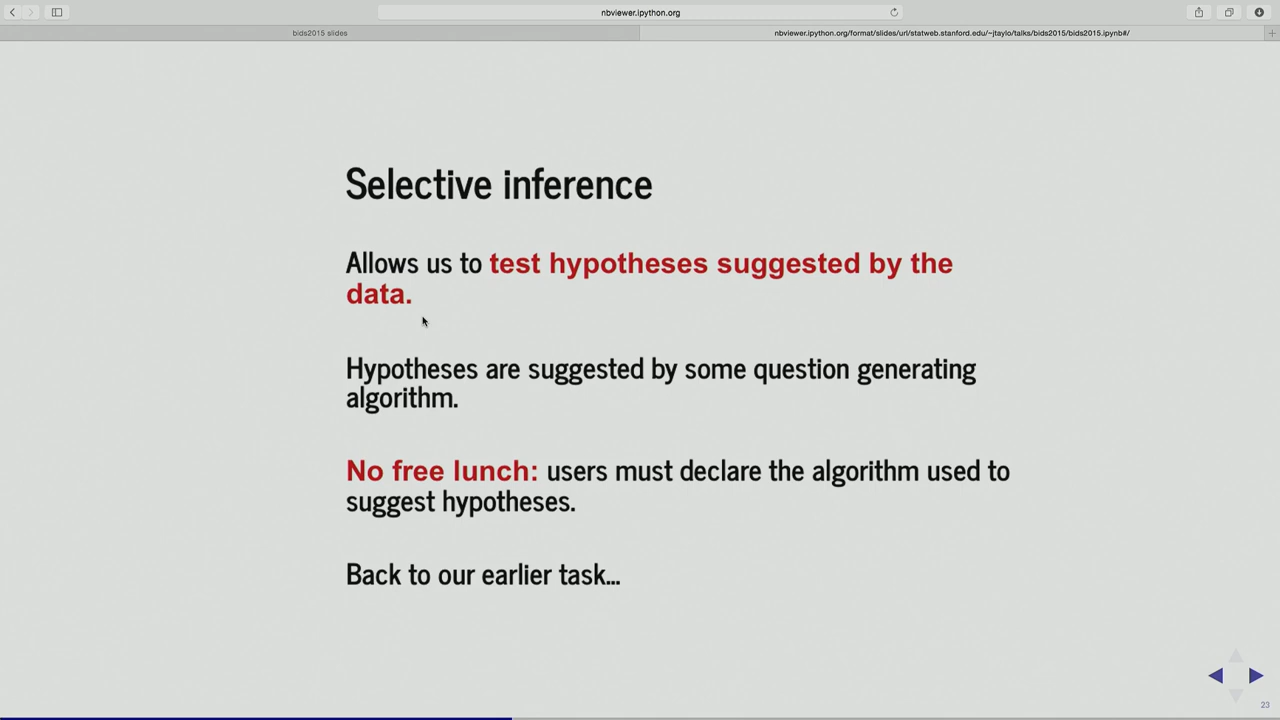 nbviewer.ipython.org
bids2015 slides
nbviewer.ipython.org/format/slides/url/statweb.stanford.edu/~jtaylo/talks/bids2015/bids2015.ipynb#/
Selective inference
Allows us to test hypotheses suggested by the
data.
Hypotheses are suggested by some question generating
algorithm.
No free lunch: users must declare the algorithm used to
suggest hypotheses.
Back to our earlier task...
23